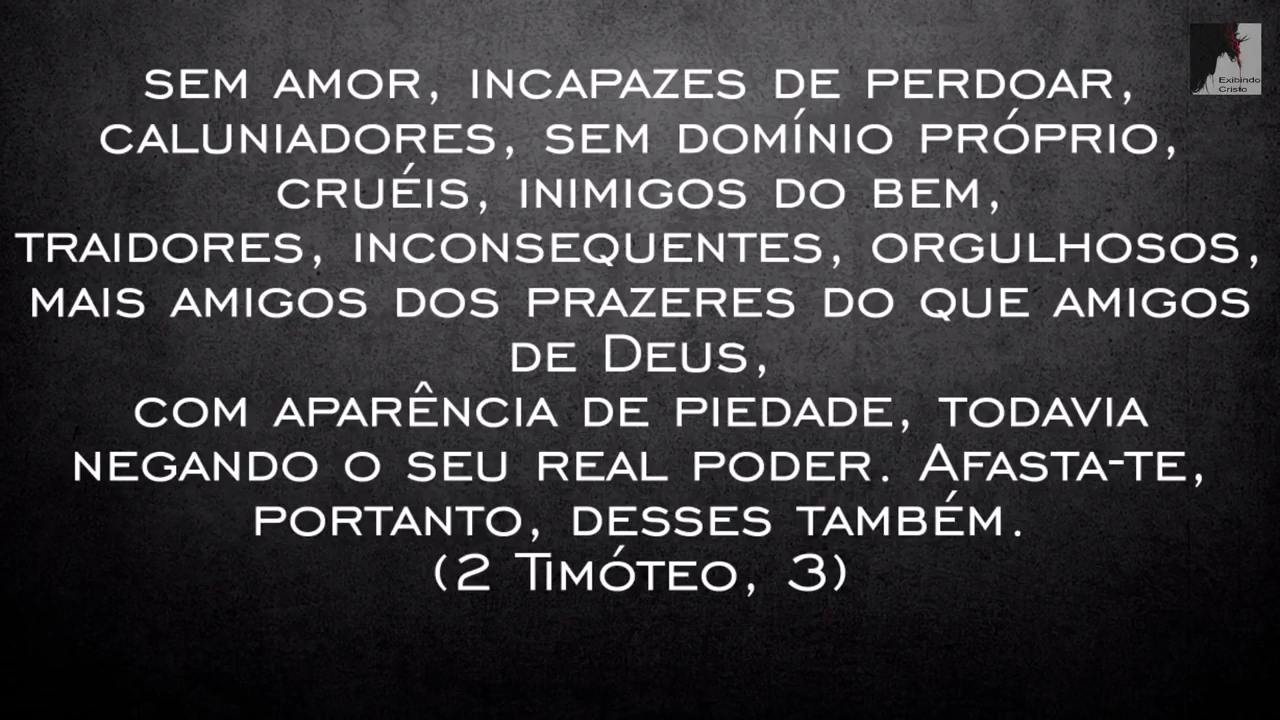 SEM AMOR, INCAPAZES DE PERDOAR,
CALUNIADORES, SEM DOMÍNIO PRÓPRIO,
CRUÉIS, INIMIGOS DO BEM,
TRAIDORES, INCONSEQUENTES, ORGULHOSOS,
MAIS AMIGOS DOS PRAZERES DO QUE AMIGOS
DE DEUS,
COM APARÊNCIA DE PIEDADE, TODAVIA
NEGANDO O SEU REAL PODER. AFASTA-TE,
PORTANTO, DESSES TAMBÉM.
(2 TIMÓTEO, 3)
Exibindo
Cristo